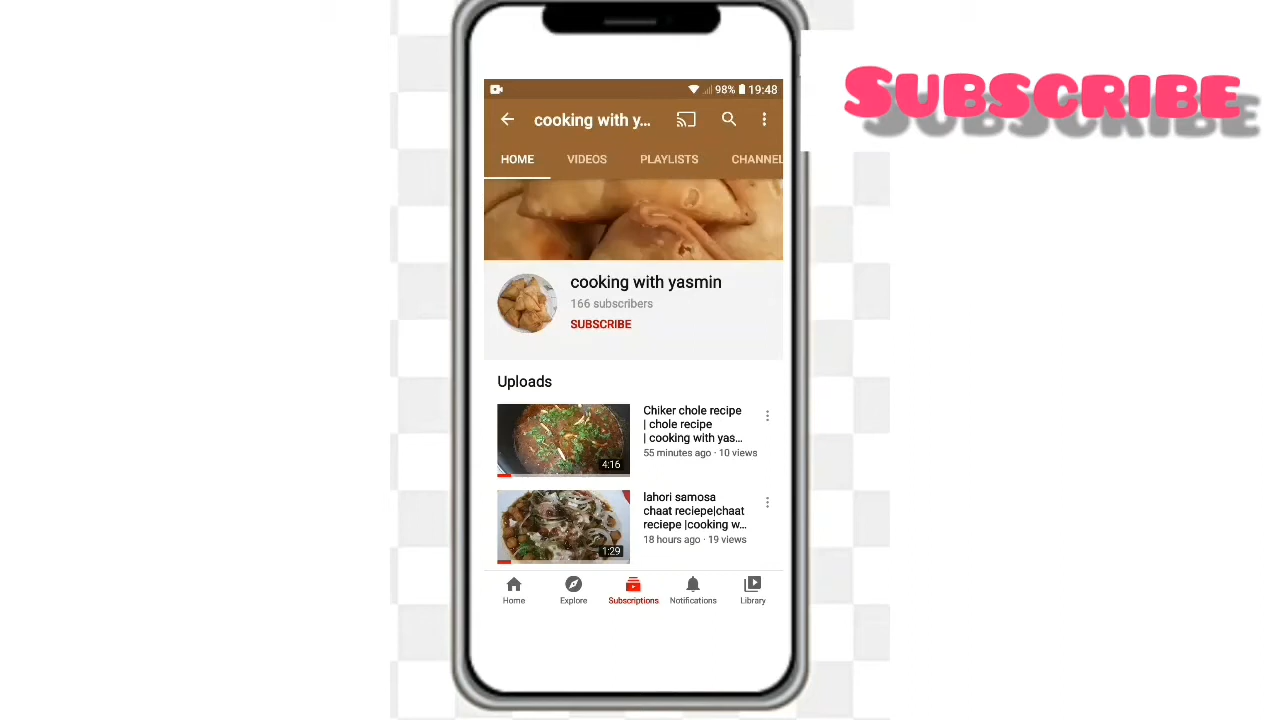 SUBSCRIBE
98% 19:48
cooking with y...
HOME VIDEOS PLAYLISTS CHANNEL
cooking with yasmin
166 subscribers
SUBSCRIBE
Uploads
Chiker chole recipe
| chole recipe
| cooking with yas...
55 minutes ago · 10 views
4:16
lahori samosa
chaat reciepe|chaat
reciepe |cooking w...
18 hours ago · 19 views
1:29
Home Explore Subscriptions Notifications Library